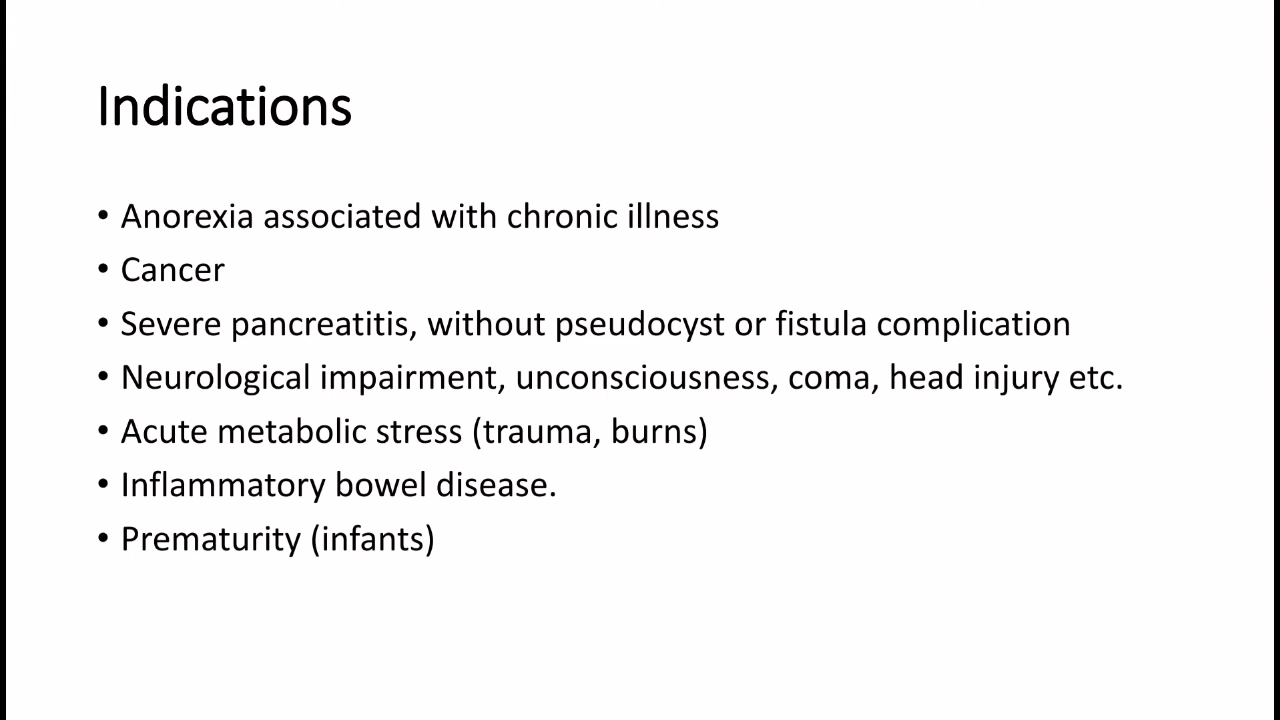 Indications
• Anorexia associated with chronic illness
• Cancer
• Severe pancreatitis, without pseudocyst or fistula complication
• Neurological impairment, unconsciousness, coma, head injury etc.
• Acute metabolic stress (trauma, burns)
• Inflammatory bowel disease.
• Prematurity (infants)